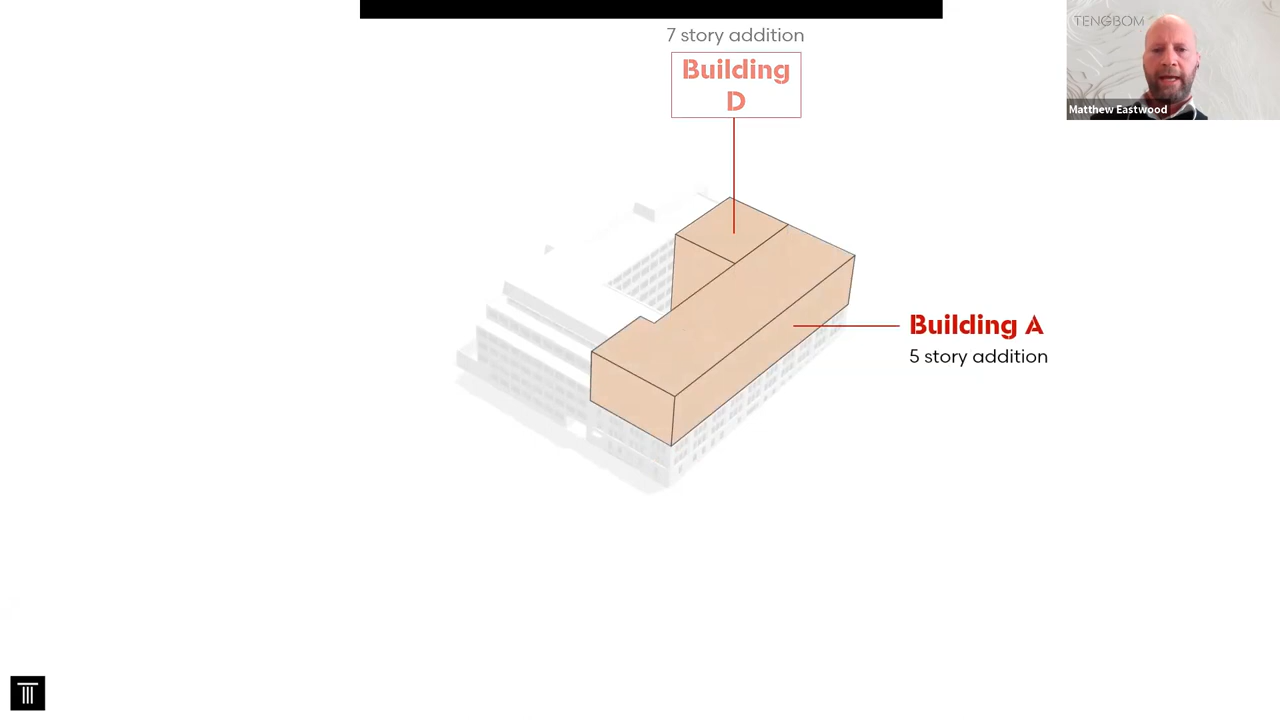 7 story addition
Building
D
TENGBOM
Matthew Eastwood
Building A
5 story addition